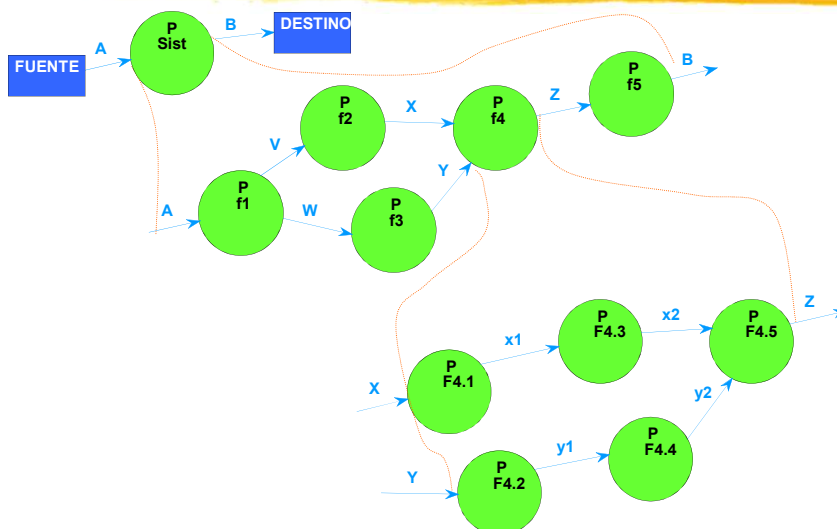 P
Sist
B
DESTINO
A
FUENTE
P
f2
X
P
f4
Z
P
f5
B
V
P
f1
A
W
P
f3
Y
P
F4.1
X
x1
P
F4.3
x2
P
F4.5
Z
y2
P
F4.4
y1
P
F4.2
Y